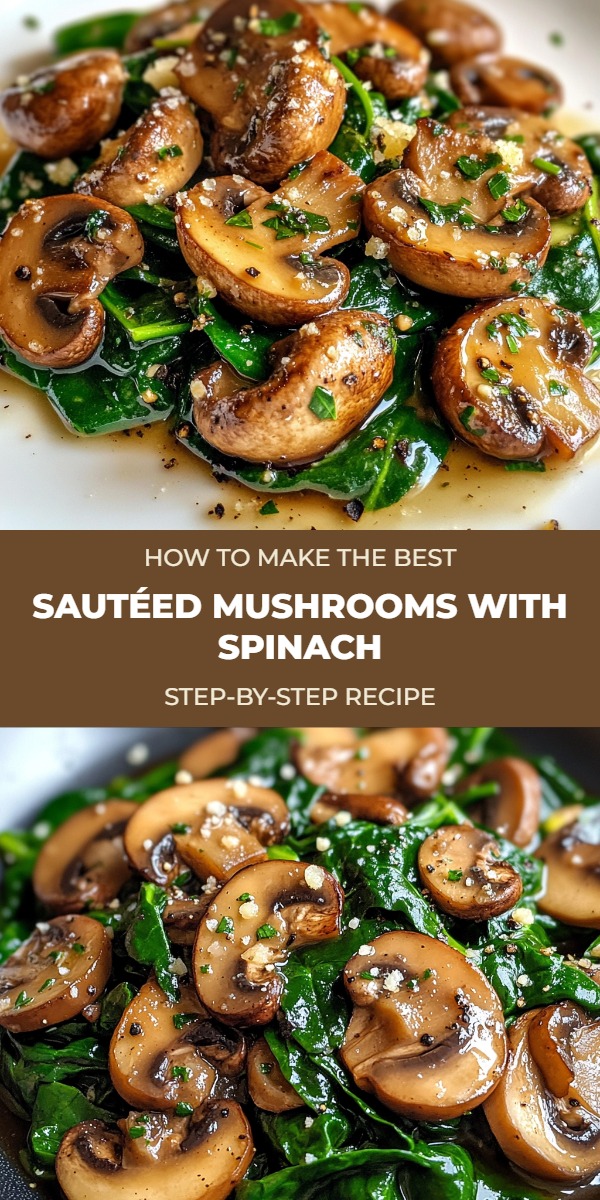 HOW TO MAKE THE BEST
SAUTÉED MUSHROOMS WITH
SPINACH
STEP-BY-STEP RECIPE